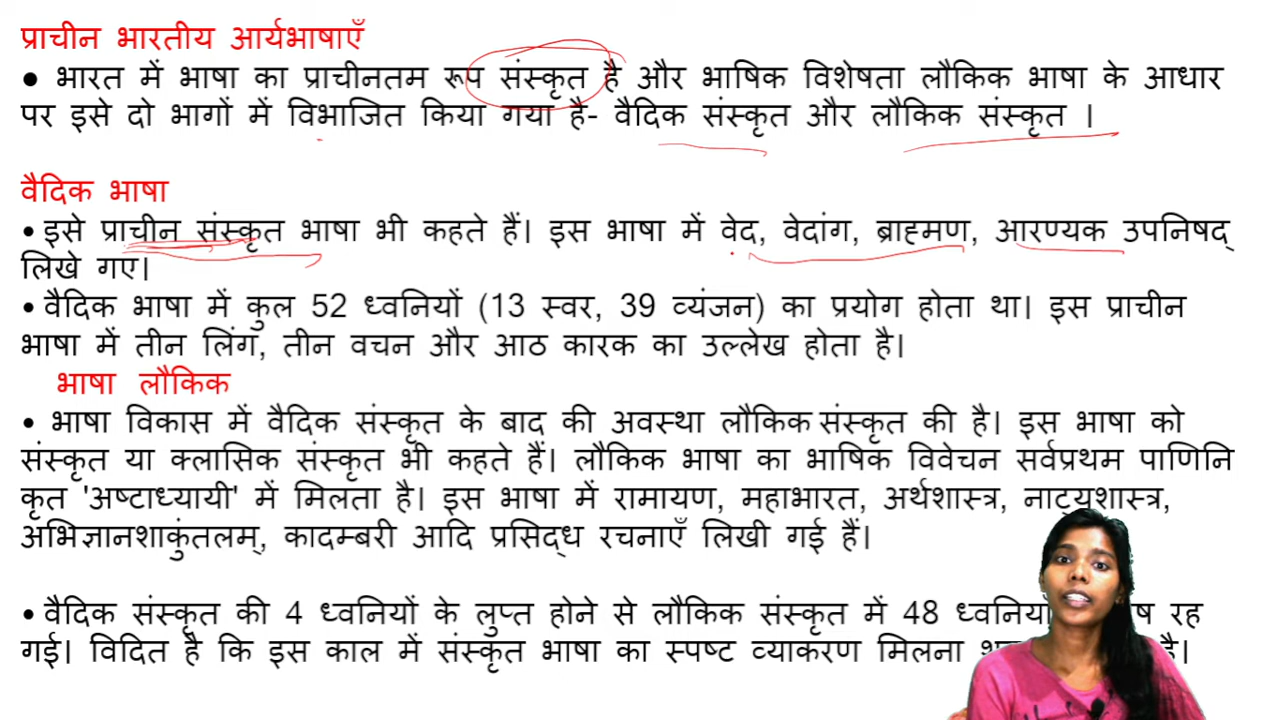 प्राचीन भारतीय आर्यभाषाएँ
● भारत में भाषा का प्राचीनतम रूप संस्कृत है और भाषिक विशेषता लौकिक भाषा के आधार
पर इसे दो भागों में विभाजित किया गया है- वैदिक संस्कृत और लौकिक संस्कृत ।
वैदिक भाषा
• इसे प्राचीन संस्कृत भाषा भी कहते हैं। इस भाषा में वेद, वेदांग, ब्राह्मण, आरण्यक उपनिषद्
लिखे गए।
• वैदिक भाषा में कुल 52 ध्वनियों (13 स्वर, 39 व्यंजन) का प्रयोग होता था। इस प्राचीन
भाषा में तीन लिंग, तीन वचन और आठ कारक का उल्लेख होता है।
भाषा लौकिक
• भाषा विकास में वैदिक संस्कृत के बाद की अवस्था लौकिक संस्कृत की है। इस भाषा को
संस्कृत या क्लासिक संस्कृत भी कहते हैं। लौकिक भाषा का भाषिक विवेचन सर्वप्रथम पाणिनि
कृत 'अष्टाध्यायी' में मिलता है। इस भाषा में रामायण, महाभारत, अर्थशास्त्र, नाट्यशास्त्र,
अभिज्ञानशाकुंतलम्, कादम्बरी आदि प्रसिद्ध रचनाएँ लिखी गई हैं।
• वैदिक संस्कृत की 4 ध्वनियों के लुप्त होने से लौकिक संस्कृत में 48 रह
गई। विदित है कि इस काल में संस्कृत भाषा का स्पष्ट व्याकरण मिलना है।